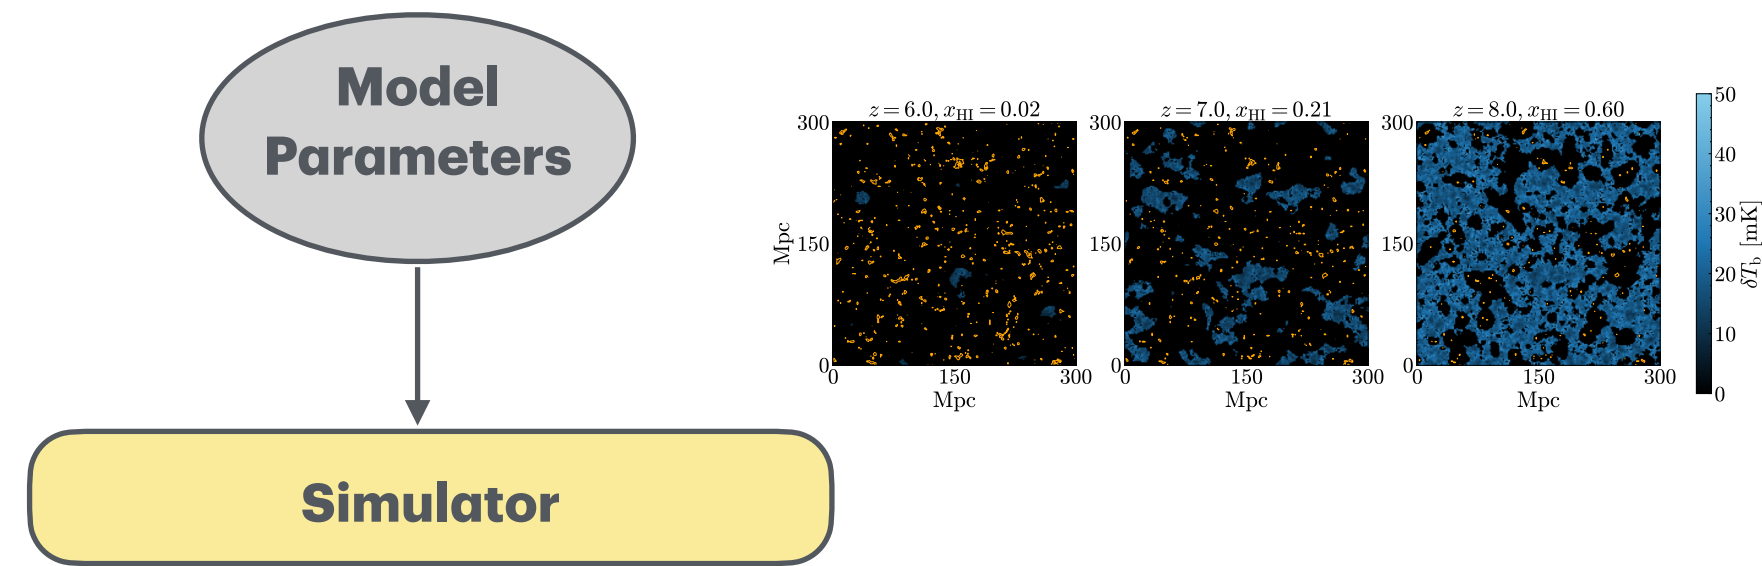 Model
Parameters
Simulator
z = 6.0, x_HI = 0.02
z = 7.0, x_HI = 0.21
z = 8.0, x_HI = 0.60
300
150
0
Mpc
0 150 300
Mpc
300
150
0
0 150 300
Mpc
300
150
0
0 150 300
Mpc
50
40
30
20
10
0
δT_b [mK]